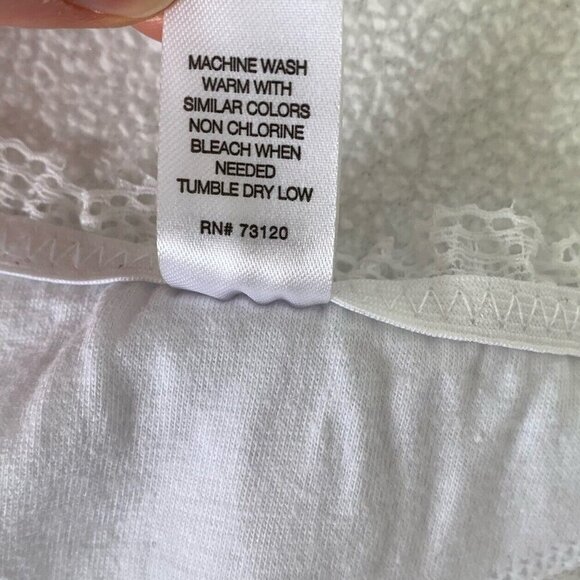 MACHINE WASH
WARM WITH
SIMILAR COLORS
NON CHLORINE
BLEACH WHEN
NEEDED
TUMBLE DRY LOW
RN# 73120